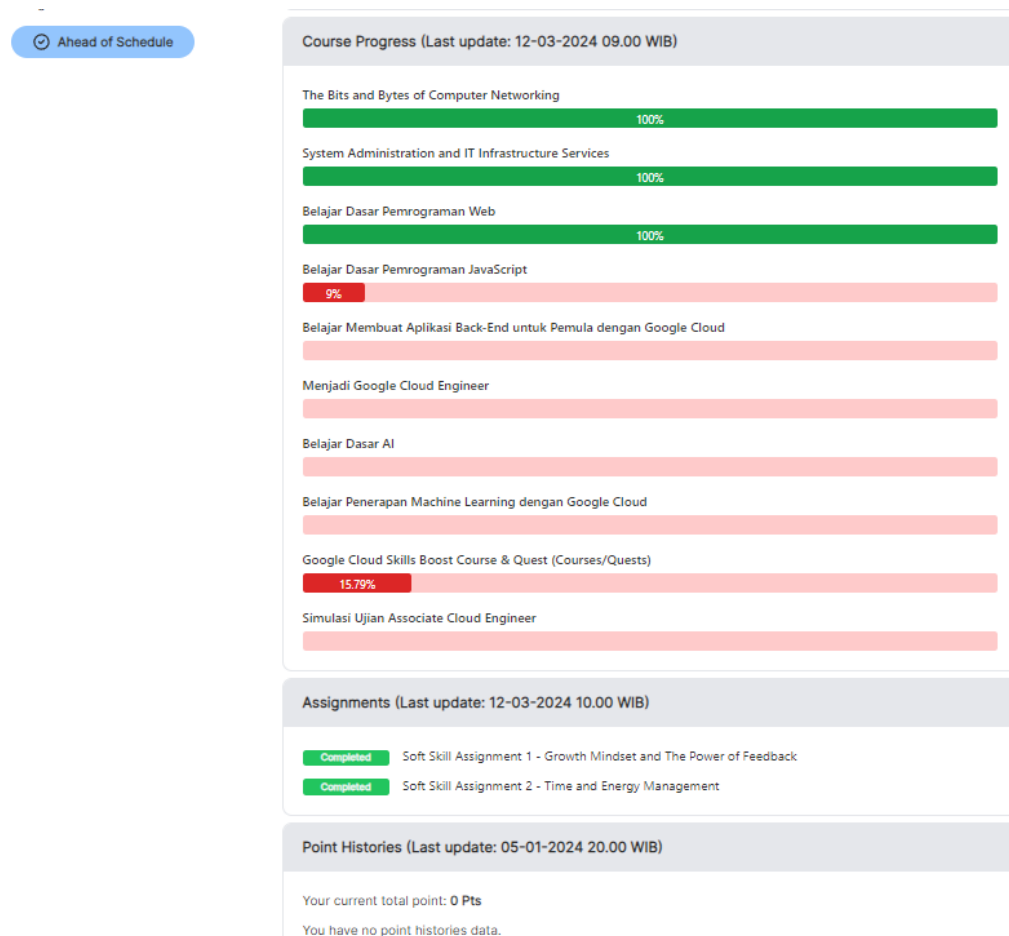 Ahead of Schedule
Course Progress (Last update: 12-03-2024 09.00 WIB)
The Bits and Bytes of Computer Networking
100%
System Administration and IT Infrastructure Services
100%
Belajar Dasar Pemrograman Web
100%
Belajar Dasar Pemrograman JavaScript
9%
Belajar Membuat Aplikasi Back-End untuk Pemula dengan Google Cloud
Menjadi Google Cloud Engineer
Belajar Dasar AI
Belajar Penerapan Machine Learning dengan Google Cloud
Google Cloud Skills Boost Course & Quest (Courses/Quests)
15.79%
Simulasi Ujian Associate Cloud Engineer
Assignments (Last update: 12-03-2024 10.00 WIB)
Completed Soft Skill Assignment 1 - Growth Mindset and The Power of Feedback
Completed Soft Skill Assignment 2 - Time and Energy Management
Point Histories (Last update: 05-01-2024 20.00 WIB)
Your current total point: 0 Pts
You have no point histories data.